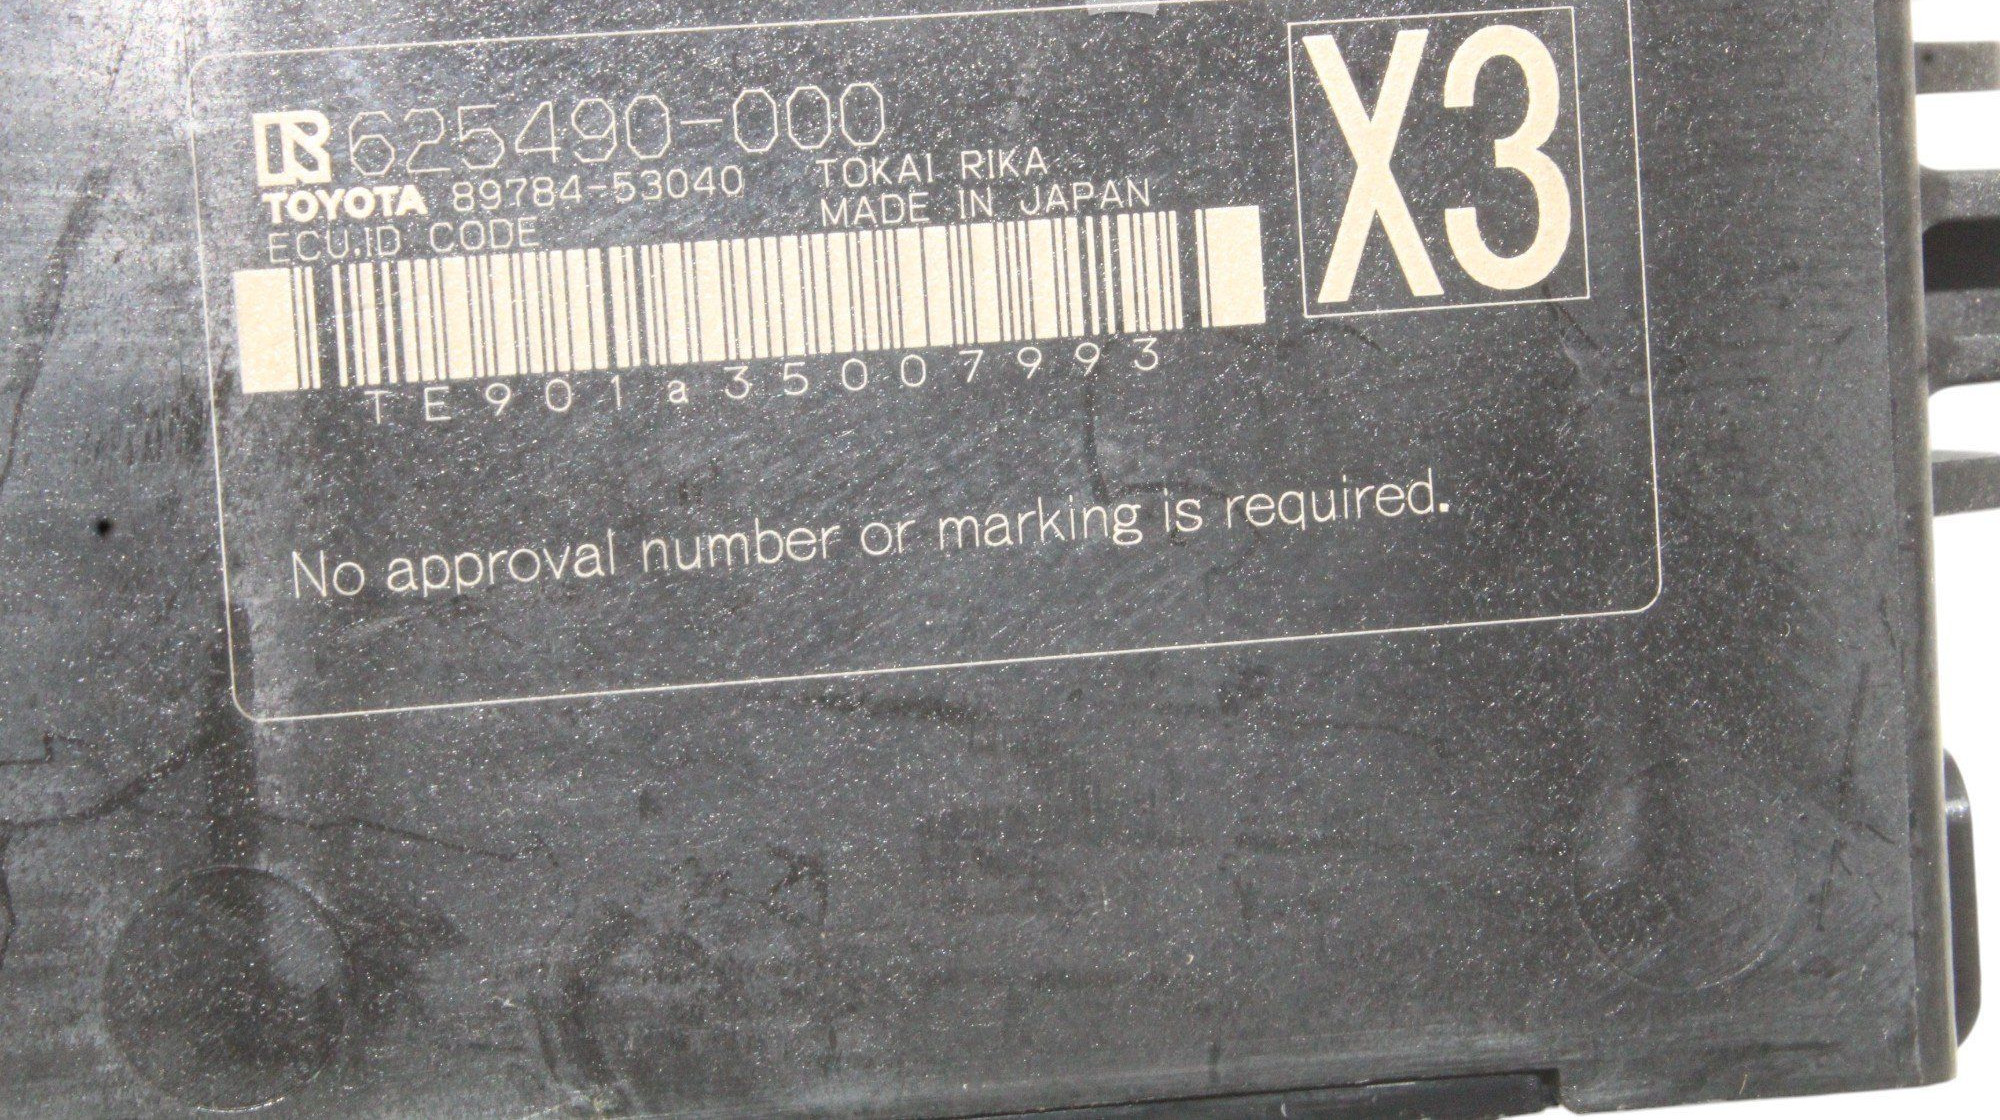 R 625490-000
TOYOTA 89784-53040 TOKAI RIKA
ECU.ID CODE MADE IN JAPAN
X3
TE901a35007993
No approval number or marking is required.